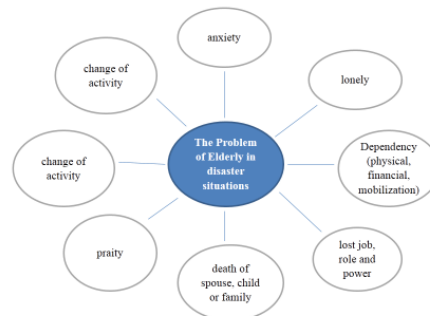 anxiety
change of
activity
lonely
The Problem
of Elderly in
disaster
situations
Dependency
(physical,
financial,
mobilization)
change of
activity
praity
lost job,
role and
power
death of
spouse, child
or family